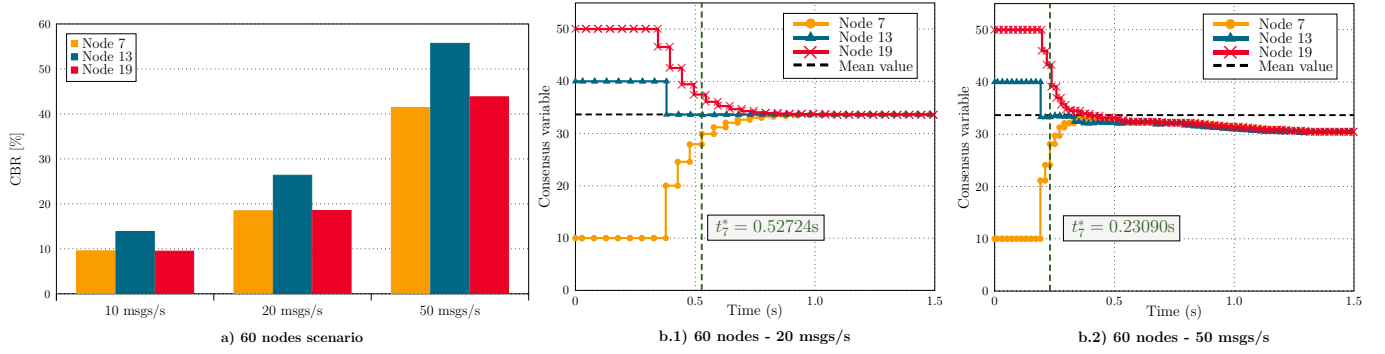 60
50
40
30
20
10
0
CBR [%]
Node 7
Node 13
Node 19
10 msgs/s
20 msgs/s
50 msgs/s
a) 60 nodes scenario
50
40
30
20
10
0
Consensus variable
Node 7
Node 13
Node 19
Mean value
t*₇ = 0.52724s
0
0.5
1.0
1.5
Time (s)
b.1) 60 nodes - 20 msgs/s
50
40
30
20
10
0
Consensus variable
Node 7
Node 13
Node 19
Mean value
t*₇ = 0.23090s
0
0.5
1.0
1.5
Time (s)
b.2) 60 nodes - 50 msgs/s